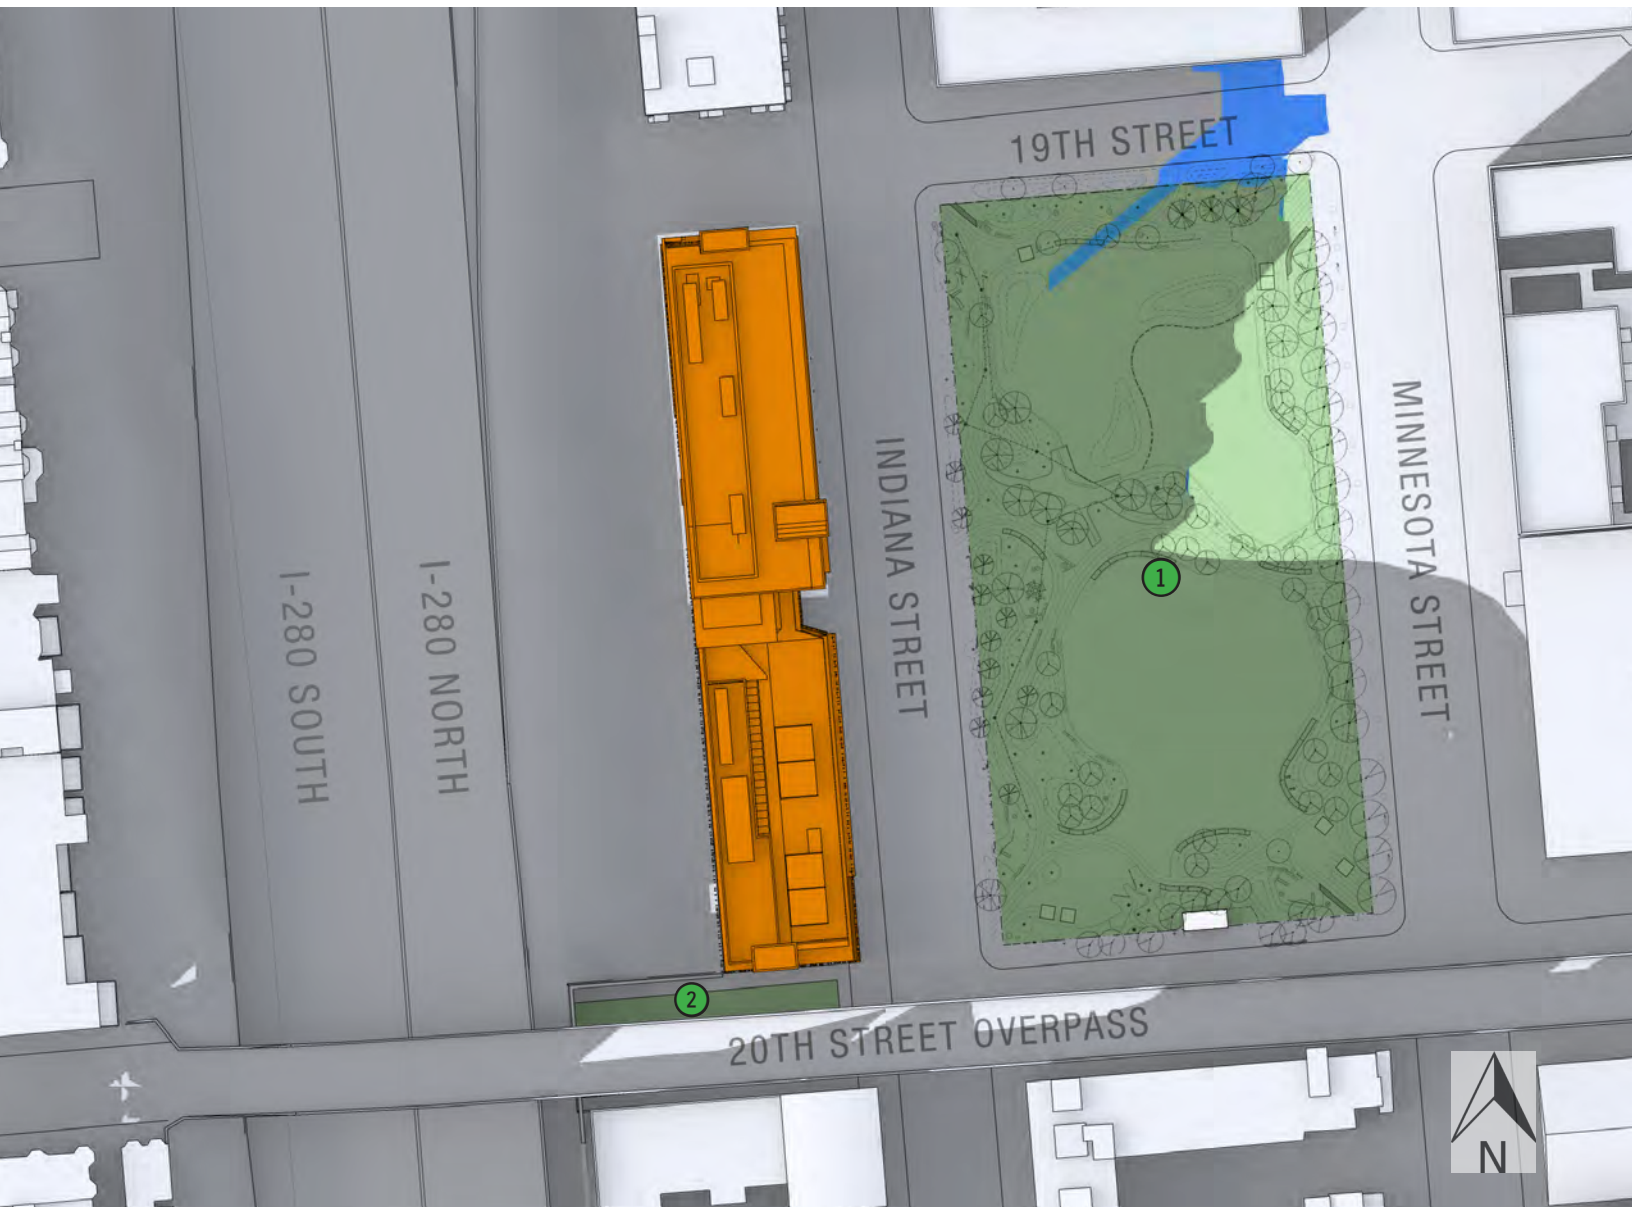 19TH STREET
INDIANA STREET
MINNESOTA STREET
I-280 SOUTH
I-280 NORTH
1
2
20TH STREET OVERPASS
N